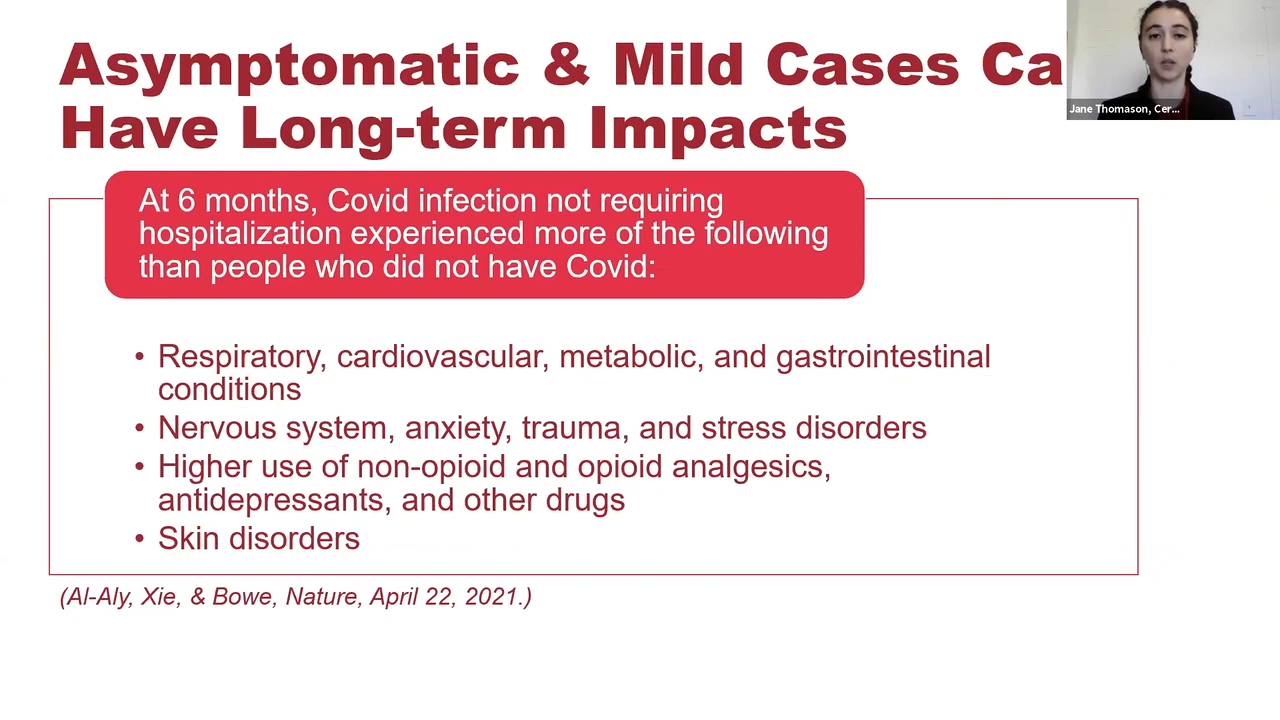 Asymptomatic & Mild Cases Ca
Have Long-term Impacts
Jane Thomason, Cer...
At 6 months, Covid infection not requiring
hospitalization experienced more of the following
than people who did not have Covid:
• Respiratory, cardiovascular, metabolic, and gastrointestinal
conditions
• Nervous system, anxiety, trauma, and stress disorders
• Higher use of non-opioid and opioid analgesics,
antidepressants, and other drugs
• Skin disorders
(Al-Aly, Xie, & Bowe, Nature, April 22, 2021.)